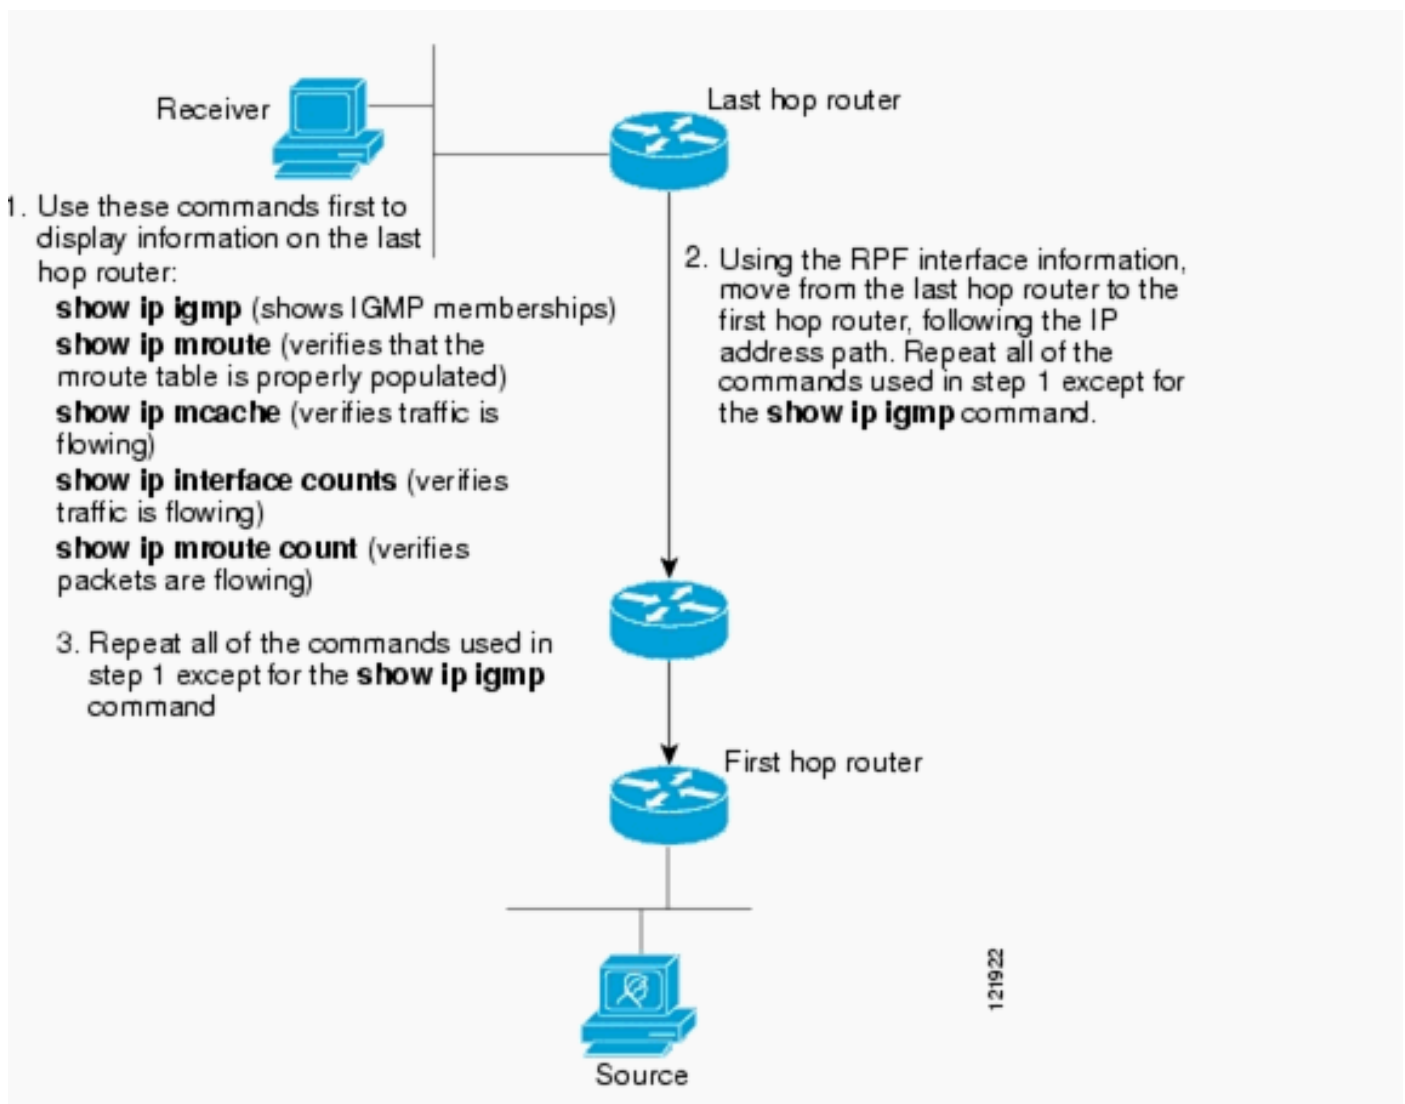 Receiver
Last hop router
1. Use these commands first to
display information on the last
hop router:
show ip igmp (shows IGMP memberships)
show ip mroute (verifies that the
mroute table is properly populated)
show ip mcache (verifies traffic is
flowing)
show ip interface counts (verifies
traffic is flowing)
show ip mroute count (verifies
packets are flowing)
2. Using the RPF interface information,
move from the last hop router to the
first hop router, following the IP
address path. Repeat all of the
commands used in step 1 except for
the show ip igmp command.
3. Repeat all of the commands used in
step 1 except for the show ip igmp
command
First hop router
121922
Source